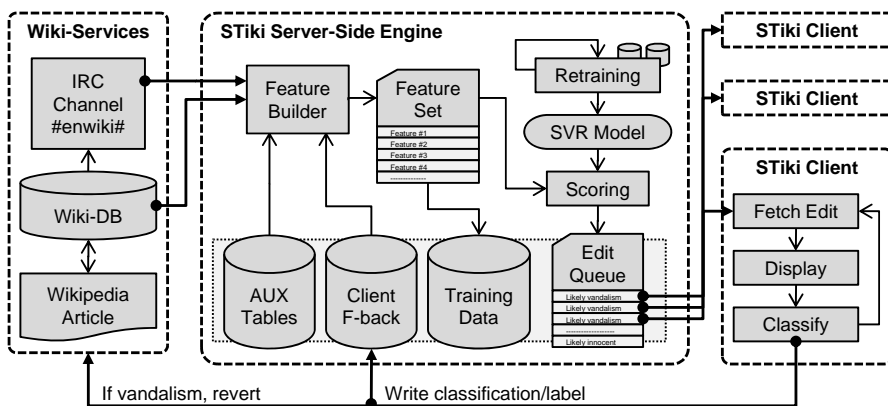 Wiki-Services
IRC
Channel
#enwiki#
Wiki-DB
Wikipedia
Article
STiki Server-Side Engine
Feature
Builder
Feature
Set
Feature #1
Feature #2
Feature #3
Feature #4
---------------
Retraining
SVR Model
Scoring
AUX
Tables
Client
F-back
Training
Data
Edit
Queue
Likely vandalism
Likely vandalism
Likely vandalism
---------------------
Likely innocent
STiki Client
STiki Client
STiki Client
Fetch Edit
Display
Classify
If vandalism, revert
Write classification/label